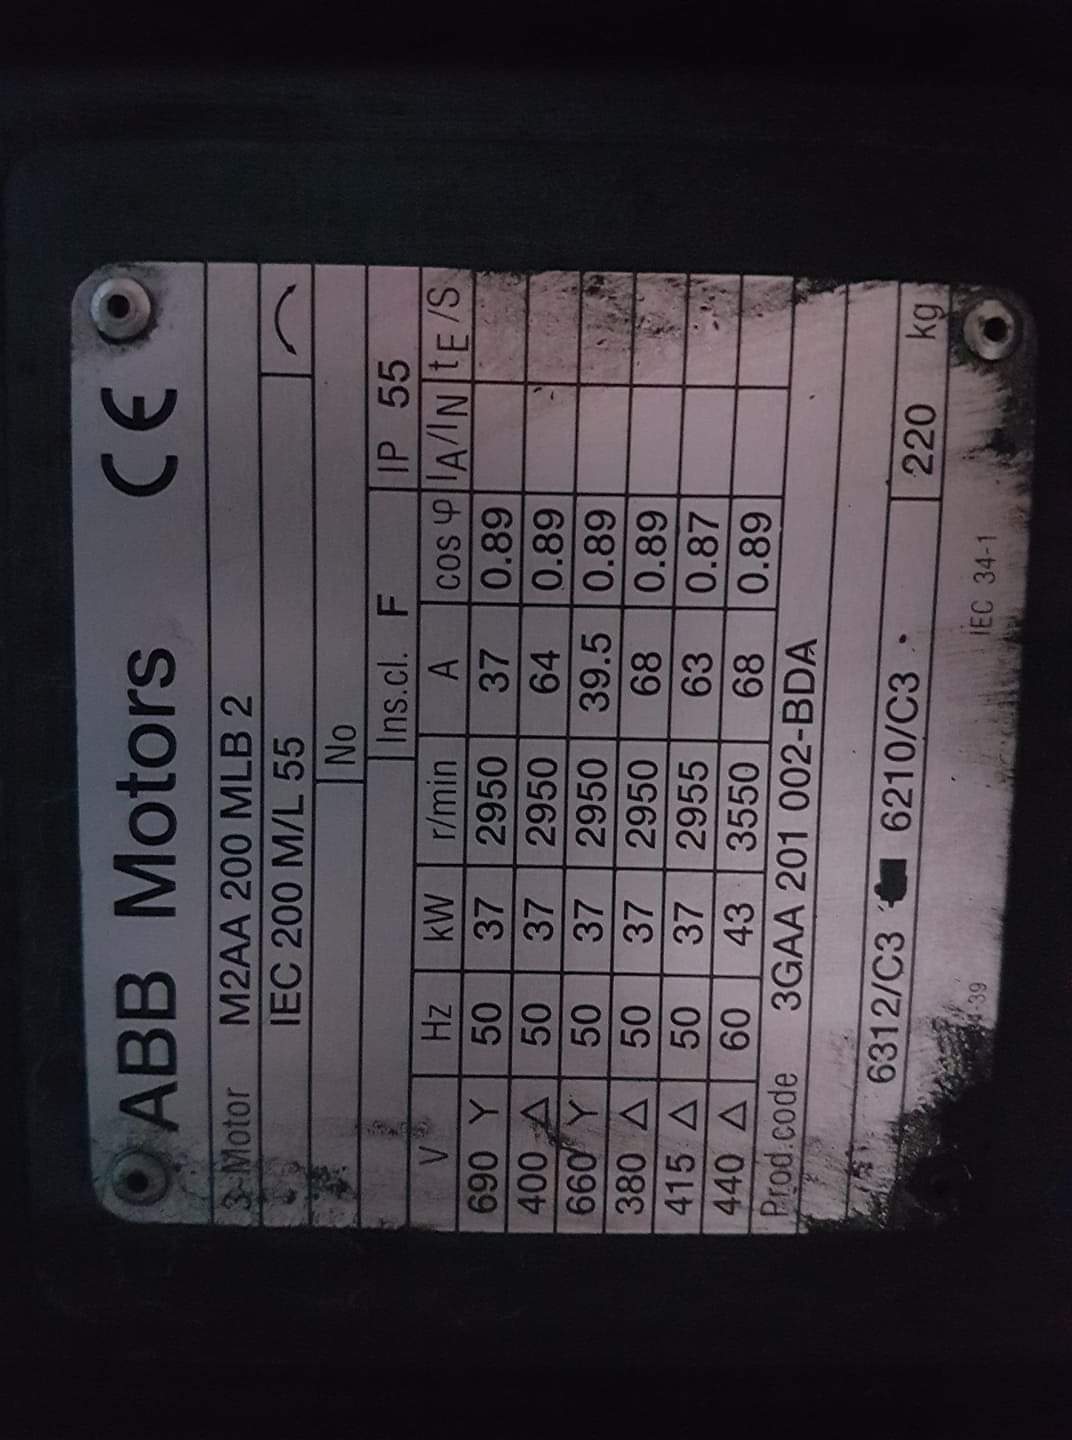 ABB Motors CE
3~Motor M2AA 200 MLB 2
IEC 200 M/L 55
No
Ins.cl. F IP 55
V Hz kW r/min A cos φ IA/IN tE/S
690 Y 50 37 2950 37 0.89
400 Δ 50 37 2950 64 0.89
660 Y 50 37 2950 39.5 0.89
380 Δ 50 37 2950 68 0.89
415 Δ 50 37 2955 63 0.87
440 Δ 60 43 3550 68 0.89
Prod.code 3GAA 201 002-BDA
6312/C3 6210/C3 220 kg
-39 IEC 34-1